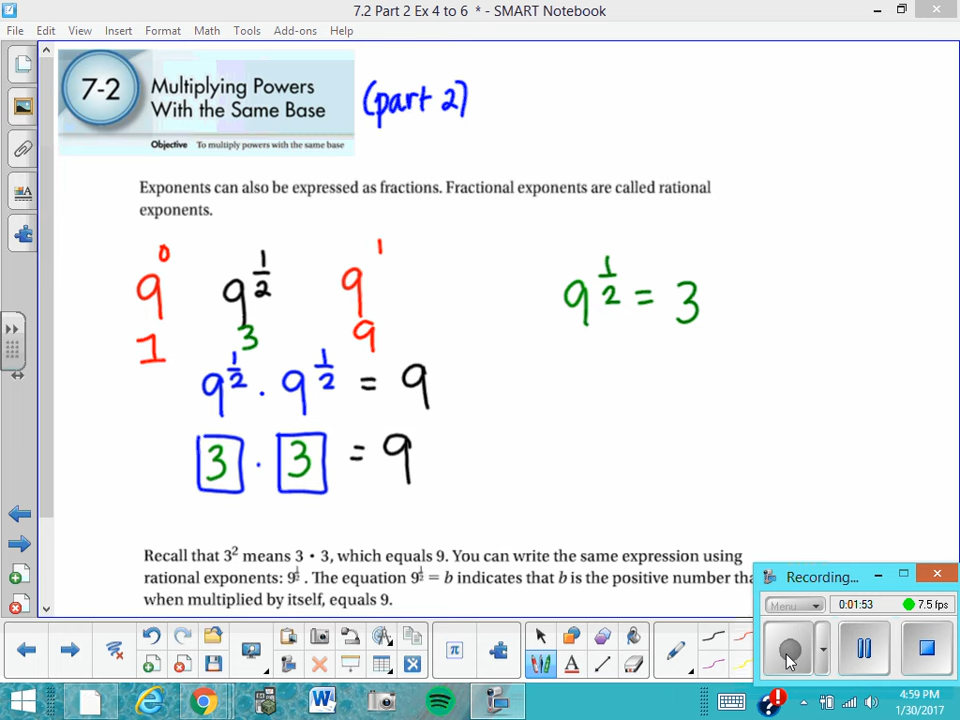 7.2 Part 2 Ex 4 to 6 * - SMART Notebook
File Edit View Insert Format Math Tools Add-ons Help
7-2 Multiplying Powers With the Same Base (part 2)
Objective To multiply powers with the same base
Exponents can also be expressed as fractions. Fractional exponents are called rational
exponents.
9^0 9^{1/2} 9^1
1 3 9
9^{1/2} = 3
9^{1/2} · 9^{1/2} = 9
3 · 3 = 9
Recall that 3² means 3 • 3, which equals 9. You can write the same expression using
rational exponents: 9^{1/2}. The equation 9^{1/2} = b indicates that b is the positive number tha
when multiplied by itself, equals 9.
Recording...
Menu 0:01:53 7.5 fps
4:59 PM
1/30/2017